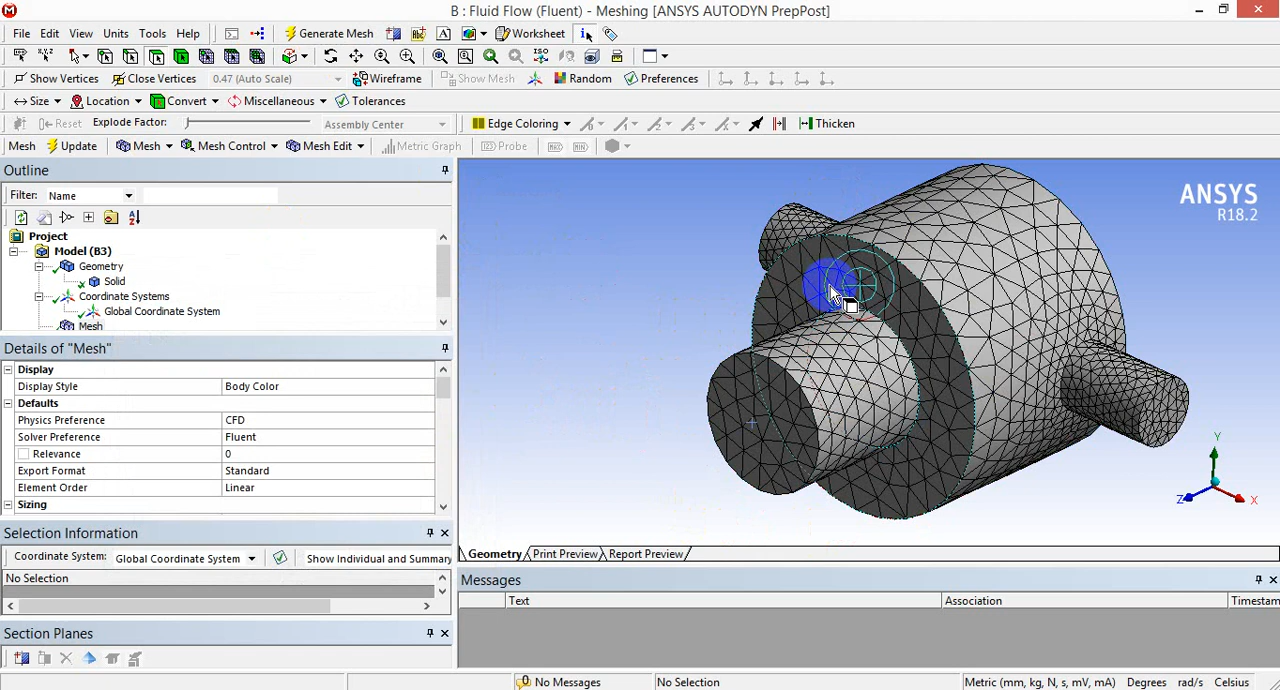 B : Fluid Flow (Fluent) - Meshing [ANSYS AUTODYN PrepPost]
File Edit View Units Tools Help Generate Mesh A Worksheet
ISO
Show Vertices Close Vertices 0.47 (Auto Scale) Wireframe Show Mesh Random Preferences
Size Location Convert Miscellaneous Tolerances
Reset Explode Factor: Assembly Center Edge Coloring Thicken
Mesh Update Mesh Mesh Control Mesh Edit Metric Graph Probe MAX MIN
Outline
Filter: Name
Project
Model (B3)
Geometry
Solid
Coordinate Systems
Global Coordinate System
Mesh
Details of "Mesh"
Display
Display Style Body Color
Defaults
Physics Preference CFD
Solver Preference Fluent
Relevance 0
Export Format Standard
Element Order Linear
Sizing
Selection Information
Coordinate System: Global Coordinate System Show Individual and Summary
No Selection
Section Planes
ANSYS
R18.2
Y
Z X
Geometry Print Preview Report Preview
Messages
Text Association Timestam
No Messages No Selection Metric (mm, kg, N, s, mV, mA) Degrees rad/s Celsius